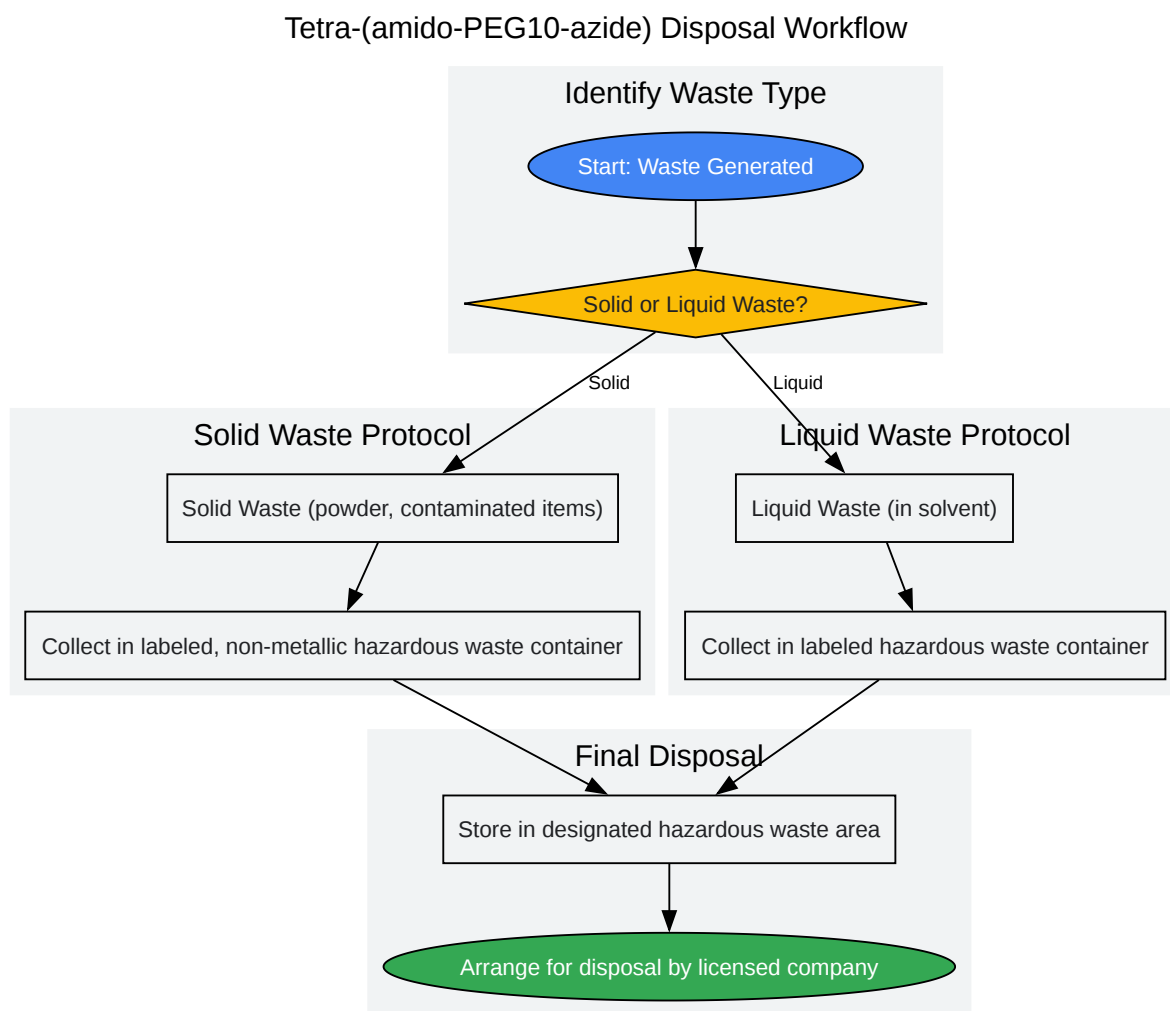 Tetra-(amido-PEG10-azide) Disposal Workflow
Identify Waste Type
Start: Waste Generated
Solid or Liquid Waste?
Solid
Liquid
Solid Waste Protocol
Liquid Waste Protocol
Solid Waste (powder, contaminated items)
Liquid Waste (in solvent)
Collect in labeled, non-metallic hazardous waste container
Collect in labeled hazardous waste container
Final Disposal
Store in designated hazardous waste area
Arrange for disposal by licensed company